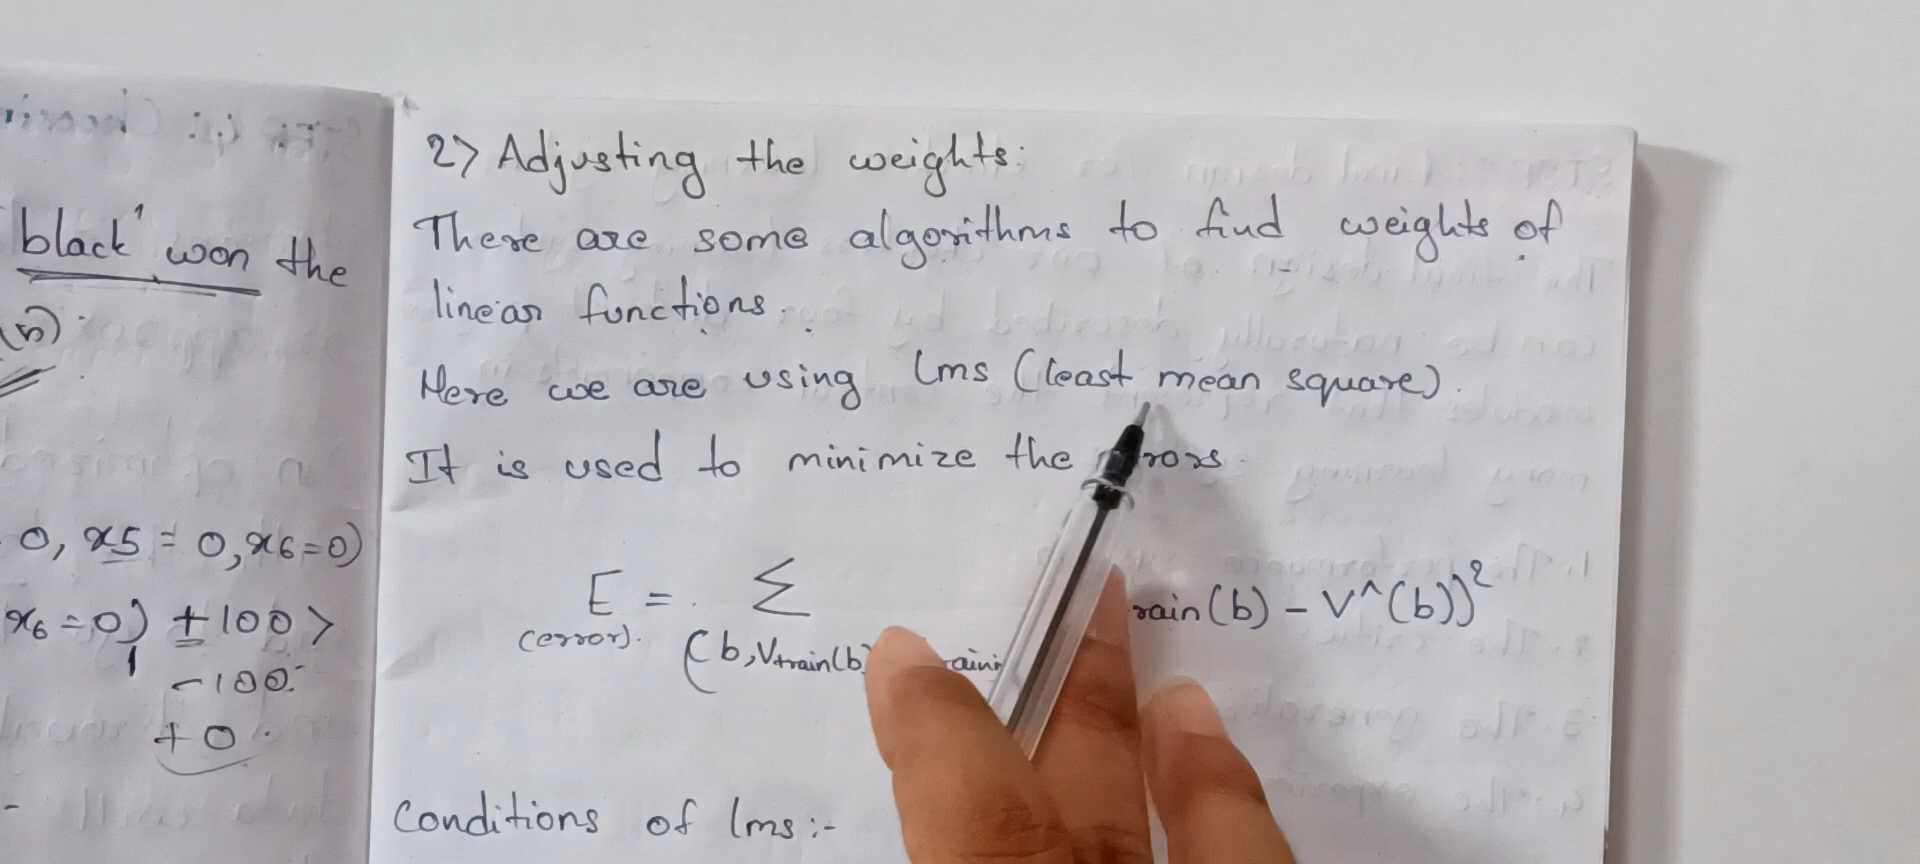 black' won the
(b)
0, x5 = 0, x6=0)
x6 = 0) +100>
-100
+0.
2> Adjusting the weights:
There are some algorithms to find weights of
linear functions.
Here we are using lms (least mean square).
It is used to minimize the
E = Σ (b) - V^(b))²
(error). (b, Vtrain(b)
Conditions of lms:-